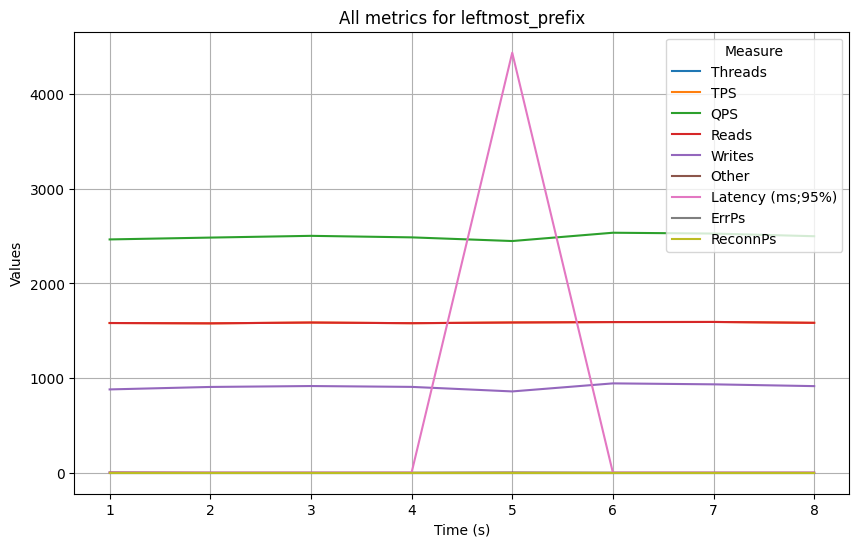 All metrics for leftmost_prefix
Measure
Threads
TPS
QPS
Reads
Writes
Other
Latency (ms;95%)
ErrPs
ReconnPs
Values
4000
3000
2000
1000
0
1 2 3 4 5 6 7 8
Time (s)